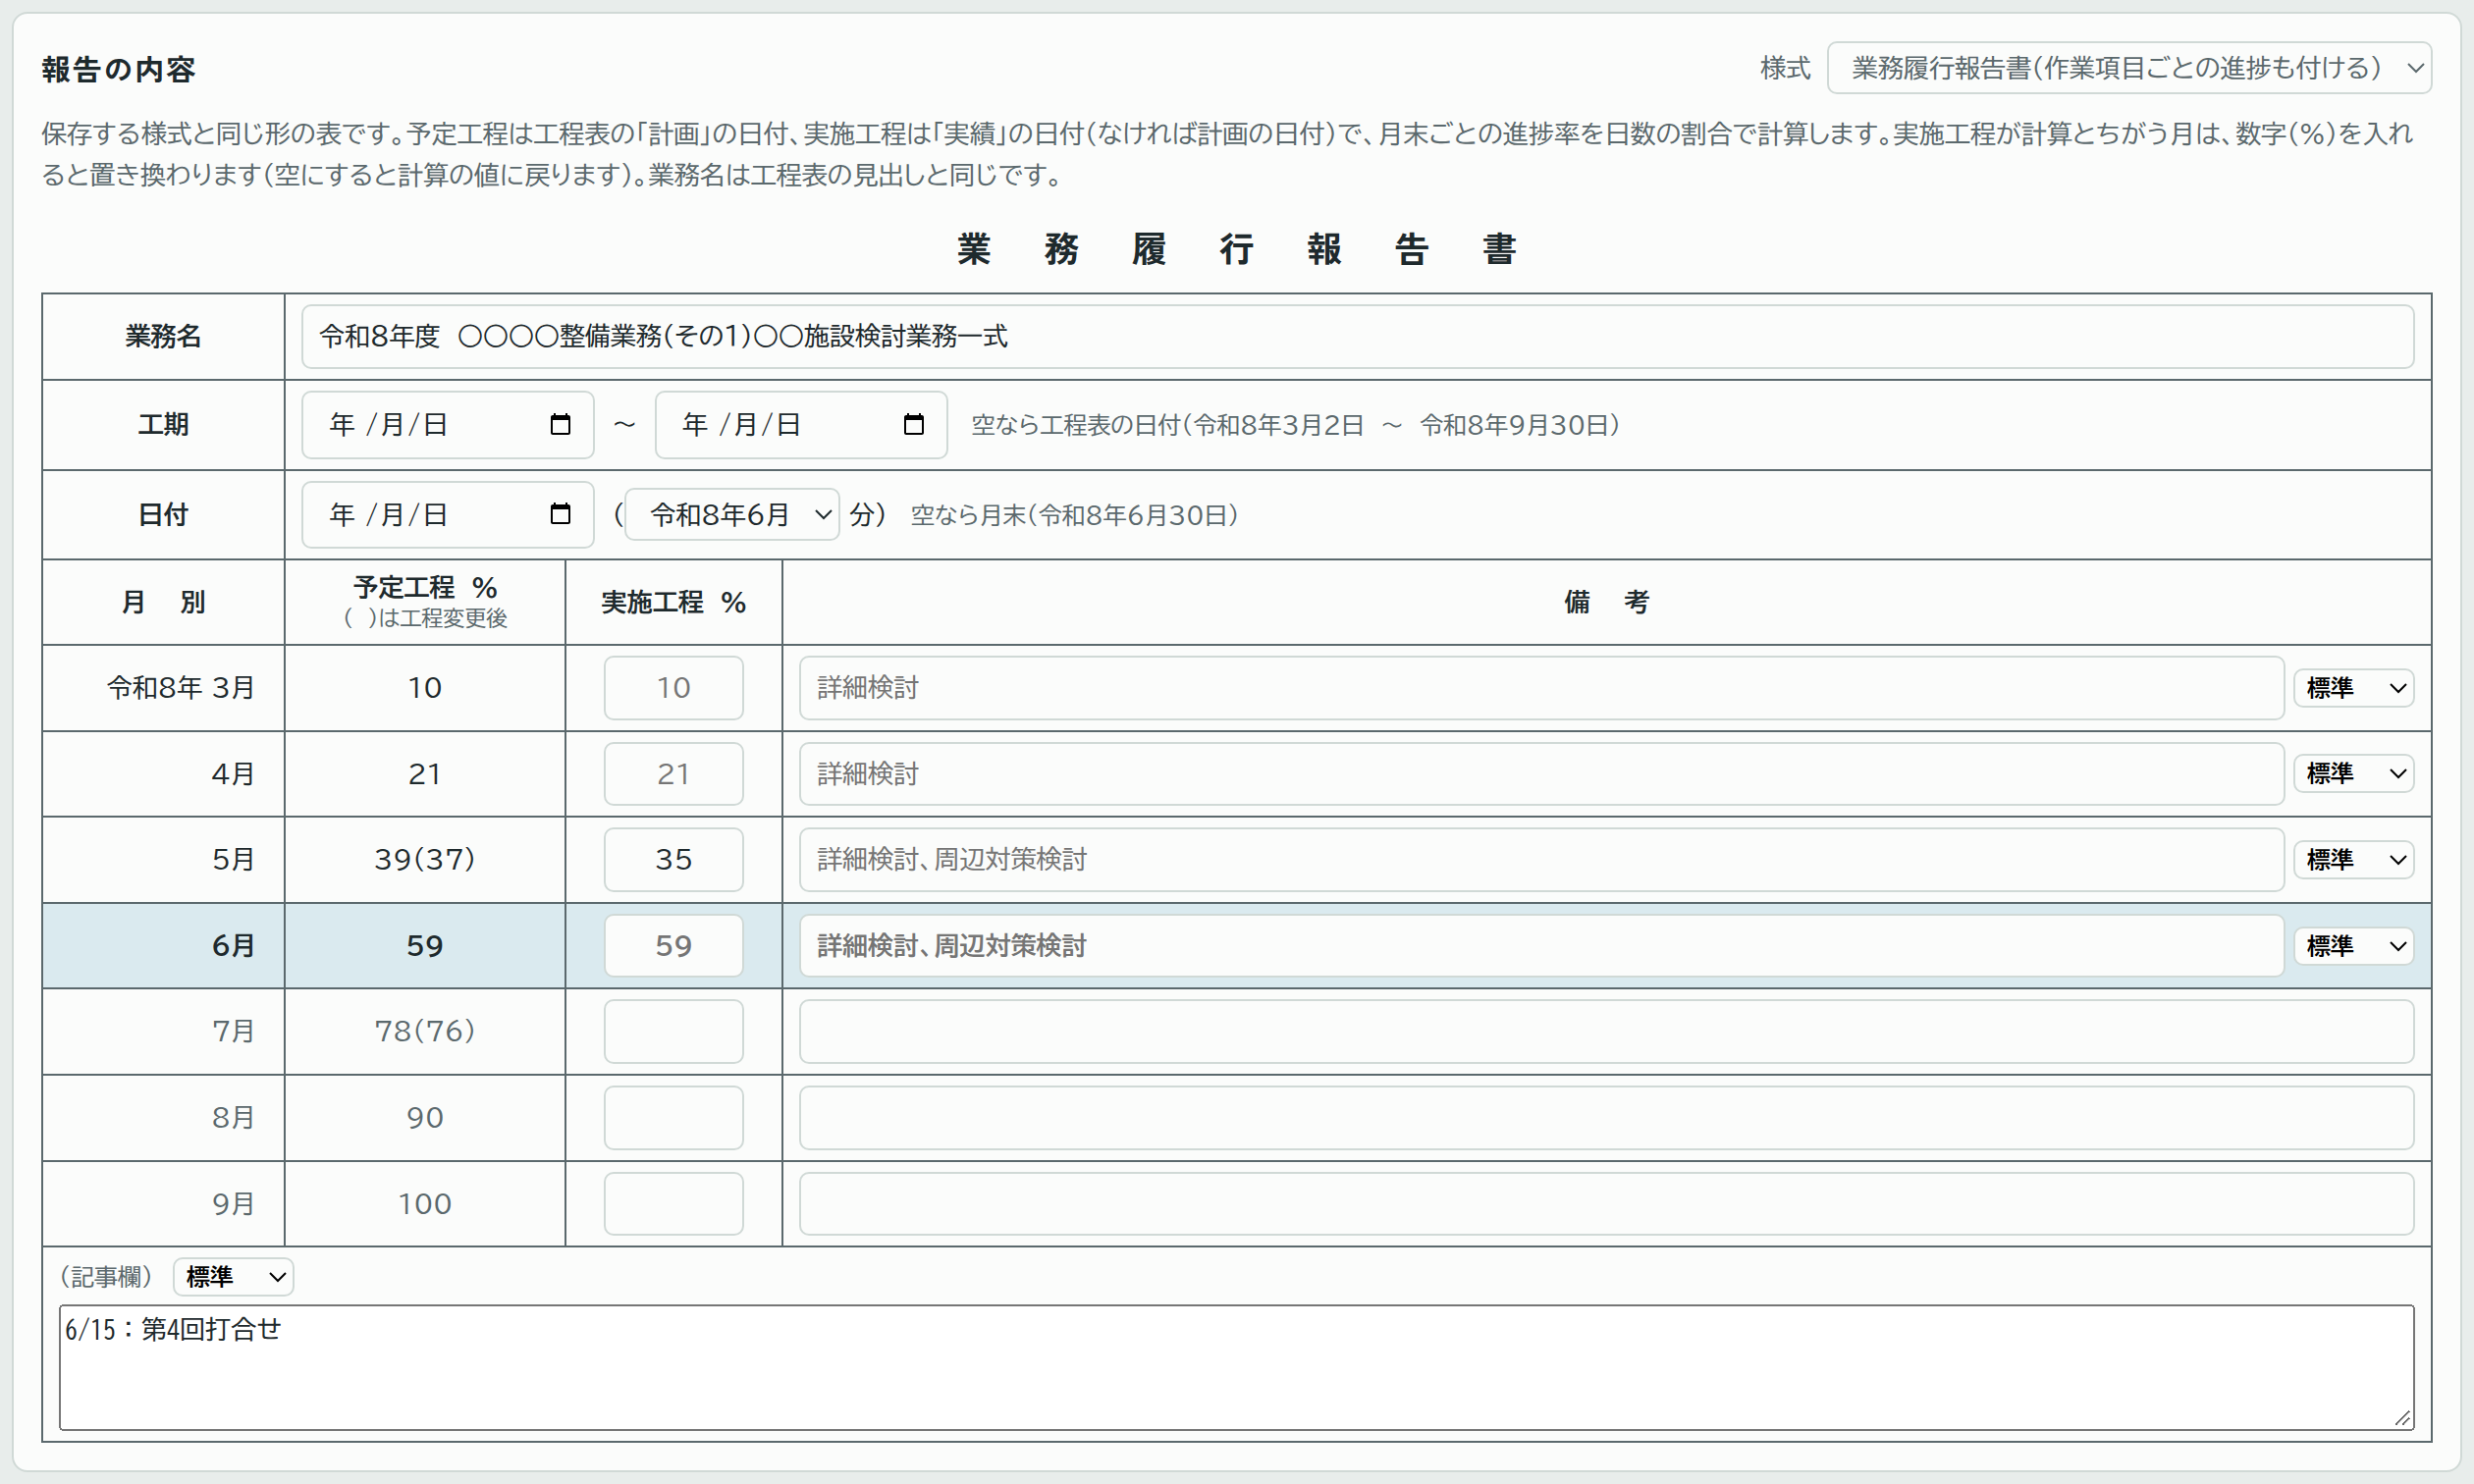 報告の内容
様式 業務履行報告書(作業項目ごとの進捗も付ける)
保存する様式と同じ形の表です。予定工程は工程表の「計画」の日付、実施工程は「実績」の日付(なければ計画の日付)で、月末ごとの進捗率を日数の割合で計算します。実施工程が計算とちがう月は、数字(%)を入れ
ると置き換わります(空にすると計算の値に戻ります)。業務名は工程表の見出しと同じです。
業務履行報告書
業務名 令和8年度 〇〇〇〇整備業務(その1)〇〇施設検討業務一式
工期 年/月/日 ～ 年/月/日 空なら工程表の日付(令和8年3月2日 ～ 令和8年9月30日)
日付 年/月/日 (令和8年6月 分) 空なら月末(令和8年6月30日)
月 別 予定工程 % ( )は工程変更後 実施工程 % 備 考
令和8年 3月 10 10 詳細検討 標準
4月 21 21 詳細検討 標準
5月 39(37) 35 詳細検討、周辺対策検討 標準
6月 59 59 詳細検討、周辺対策検討 標準
7月 78(76)
8月 90
9月 100
(記事欄) 標準
6/15：第4回打合せ